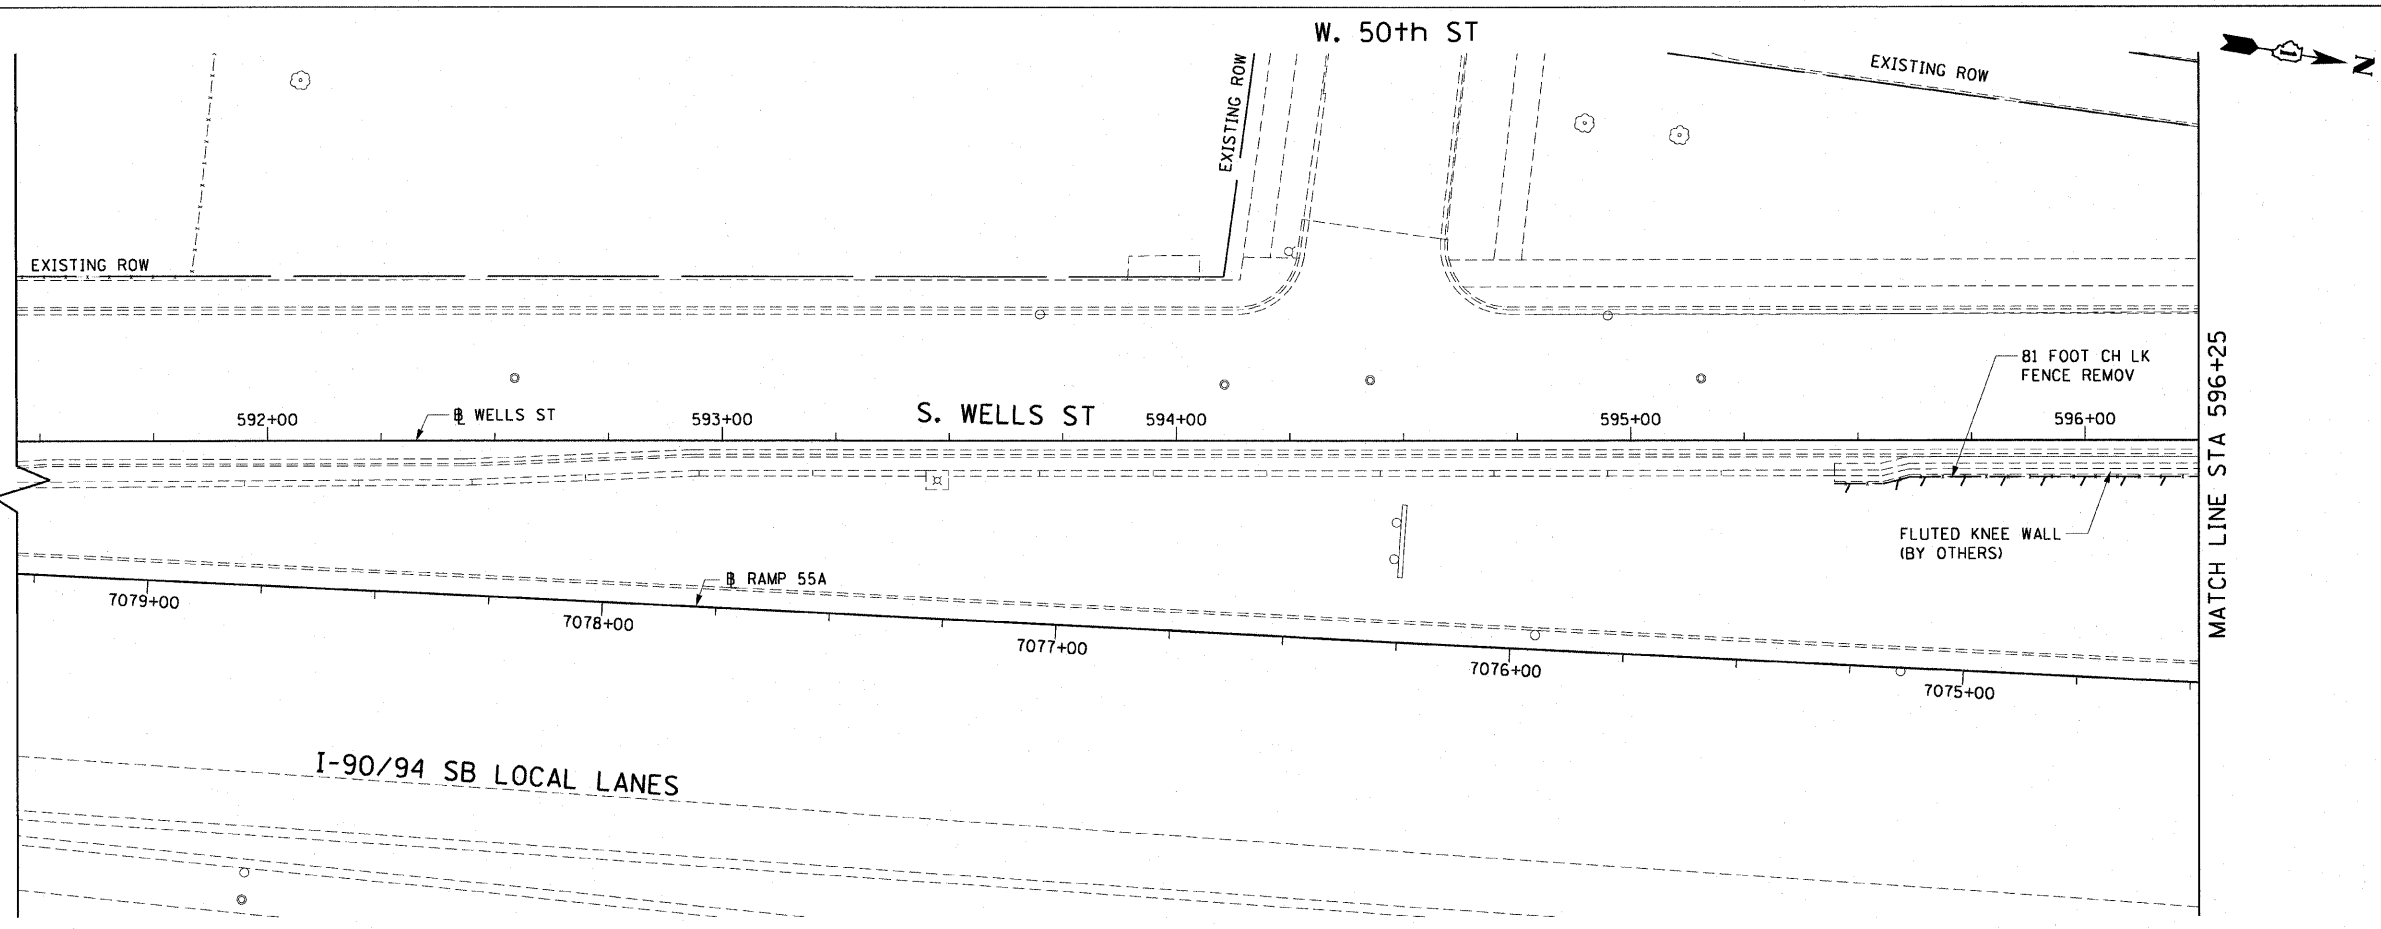 W. 50th ST
N
EXISTING ROW
EXISTING ROW
EXISTING ROW
81 FOOT CH LK
FENCE REMOV
592+00
BL WELLS ST
593+00
S. WELLS ST
594+00
595+00
596+00
MATCH LINE STA 596+25
FLUTED KNEE WALL
(BY OTHERS)
BL RAMP 55A
7079+00
7078+00
7077+00
7076+00
7075+00
I-90/94 SB LOCAL LANES